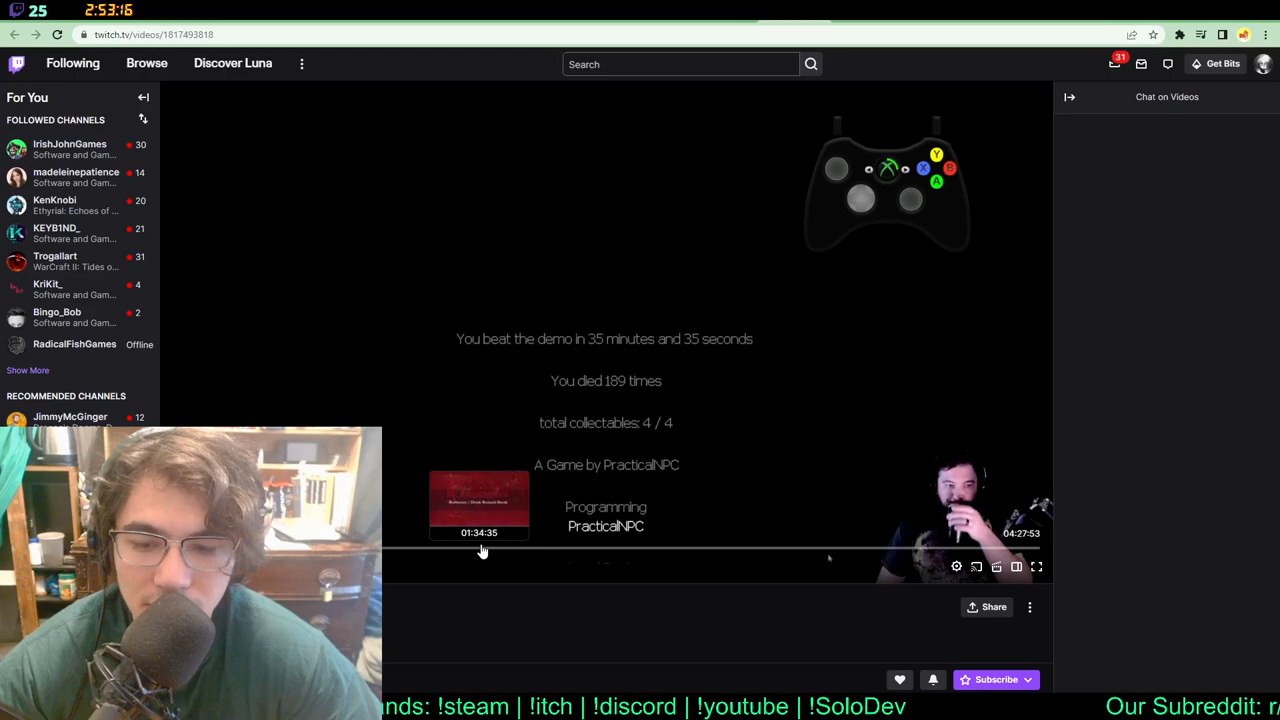 25
2:53:16
twitch.tv/videos/1817493818
Following
Browse
Discover Luna
Search
31
Get Bits
For You
Chat on Videos
FOLLOWED CHANNELS
IrishJohnGames
30
Software and Gam...
madeleinepatience
14
Software and Gam...
KenKnobi
20
Ethyrial: Echoes of ...
KEYB1ND_
21
Software and Gam...
Trogallart
31
WarCraft II: Tides o...
KriKit_
4
Software and Gam...
Bingo_Bob
2
Software and Gam...
RadicalFishGames
Offline
Show More
RECOMMENDED CHANNELS
JimmyMcGinger
12
Y
X
B
A
You beat the demo in 35 minutes and 35 seconds
You died 189 times
total collectables: 4 / 4
A Game by PracticalNPC
Programming
PracticalNPC
01:34:35
04:27:53
Share
Subscribe
nds: !steam | !itch | !discord | !youtube | !SoloDev
Our Subreddit: r/